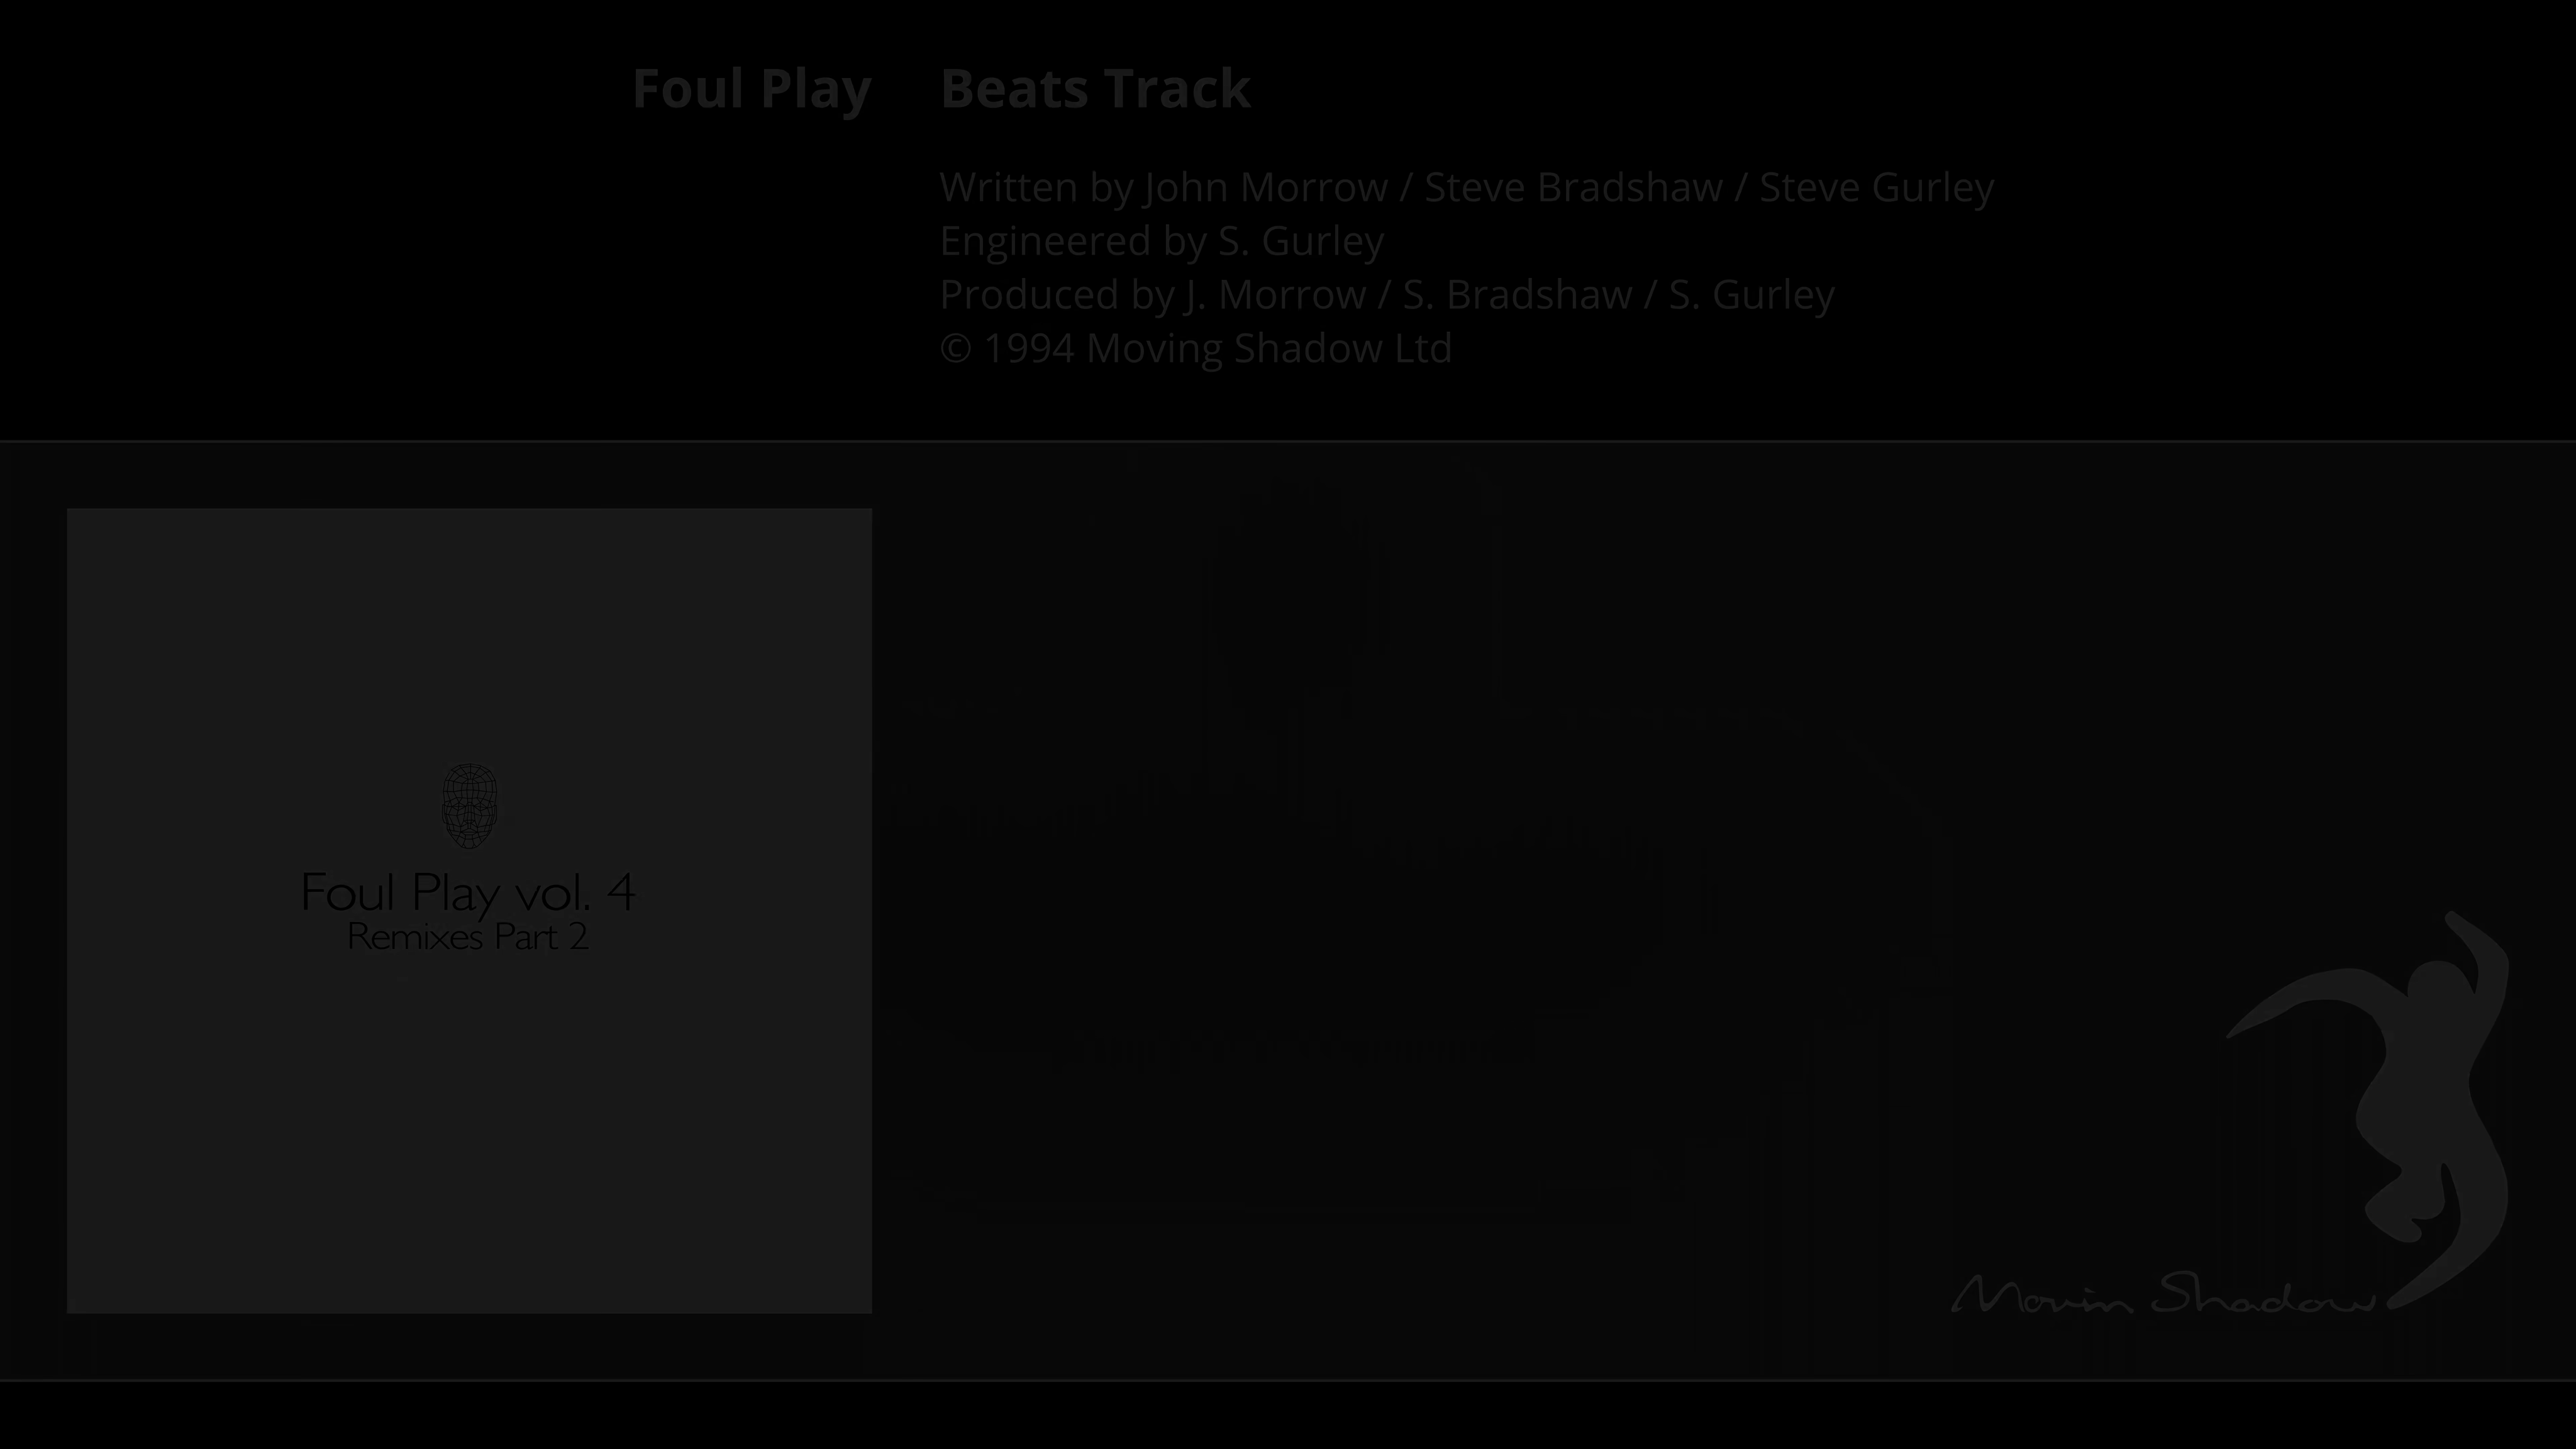 Foul Play Beats Track
Written by John Morrow / Steve Bradshaw / Steve Gurley
Engineered by S. Gurley
Produced by J. Morrow / S. Bradshaw / S. Gurley
© 1994 Moving Shadow Ltd
Foul Play vol. 4
Remixes Part 2
Movin Shadow